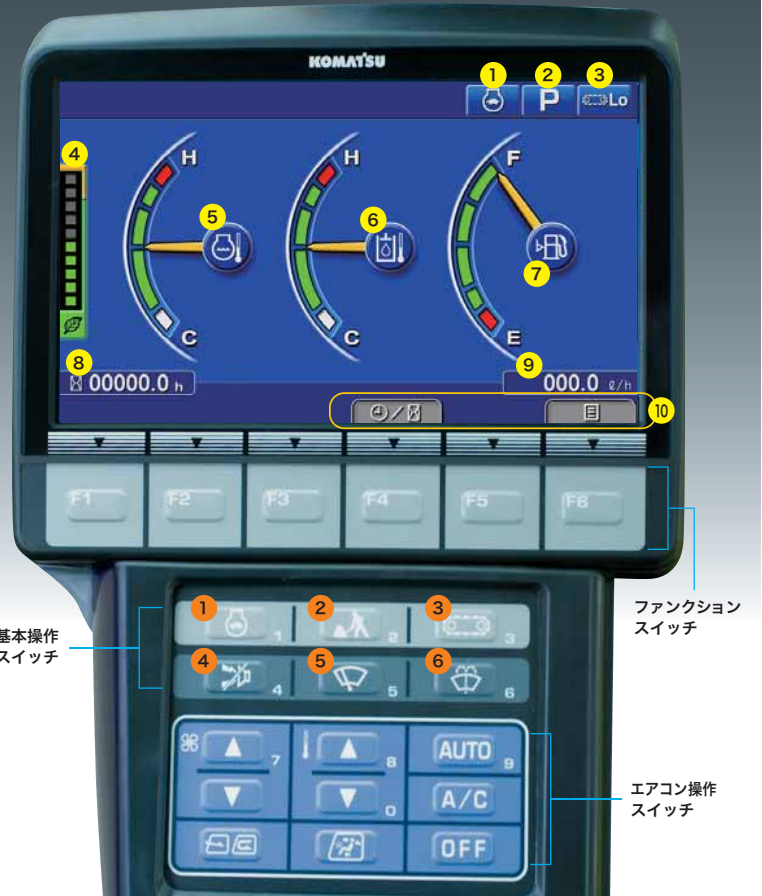 KOMATSU
1 2 3
P Lo
4 H H F
5 6 7
C C E
8 9
00000.0 h 000.0 ℓ/h
10
F1 F2 F3 F4 F5 F6
ファンクション
スイッチ
基本操作
スイッチ
1 2 3
1 2 3
4 5 6
4 5 6
7 8 AUTO 9
0 A/C
OFF
エアコン操作
スイッチ